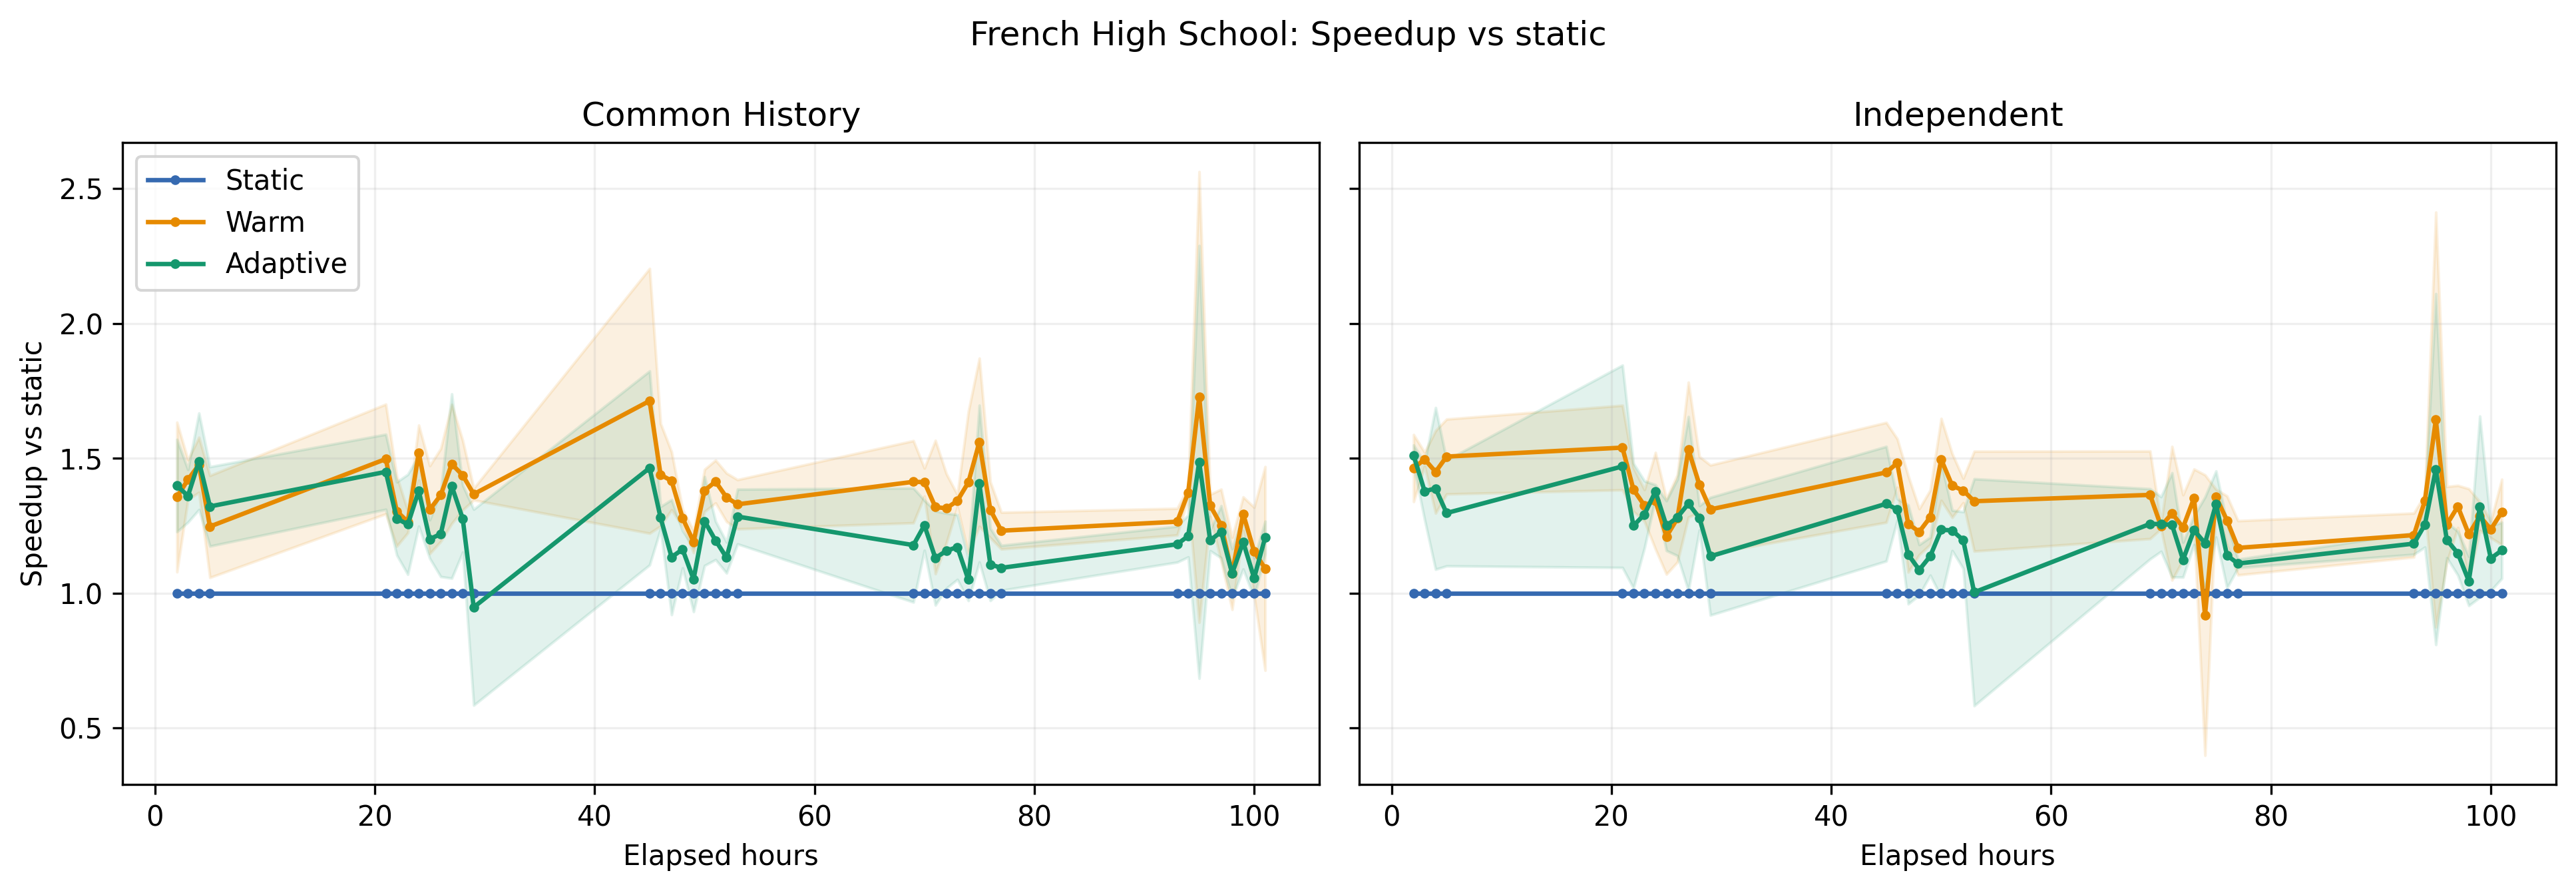 French High School: Speedup vs static
Common History
Independent
Static
Warm
Adaptive
Speedup vs static
2.5
2.0
1.5
1.0
0.5
0 20 40 60 80 100
0 20 40 60 80 100
Elapsed hours
Elapsed hours